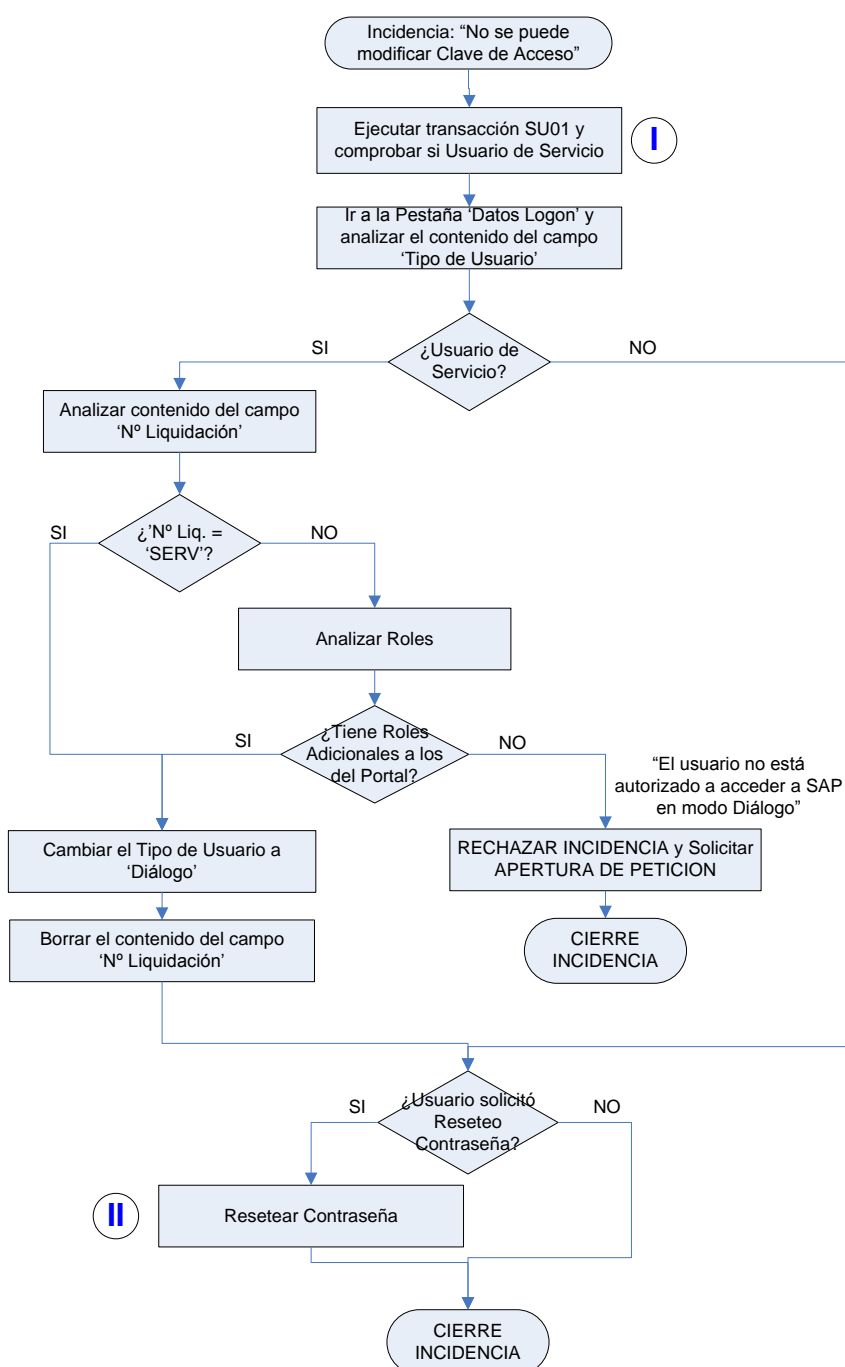 Incidencia: “No se puede
modificar Clave de Acceso”
Ejecutar transacción SU01 y
comprobar si Usuario de Servicio
I
Ir a la Pestaña ‘Datos Logon’ y
analizar el contenido del campo
‘Tipo de Usuario’
SI
¿Usuario de
Servicio?
NO
Analizar contenido del campo
‘Nº Liquidación’
SI
¿’Nº Liq. =
‘SERV’?
NO
Analizar Roles
SI
¿Tiene Roles
Adicionales a los
del Portal?
NO
“El usuario no está
autorizado a acceder a SAP
en modo Diálogo”
Cambiar el Tipo de Usuario a
‘Diálogo’
RECHAZAR INCIDENCIA y Solicitar
APERTURA DE PETICION
Borrar el contenido del campo
‘Nº Liquidación’
CIERRE
INCIDENCIA
SI
¿Usuario solicitó
Reseteo
Contraseña?
NO
II
Resetear Contraseña
CIERRE
INCIDENCIA